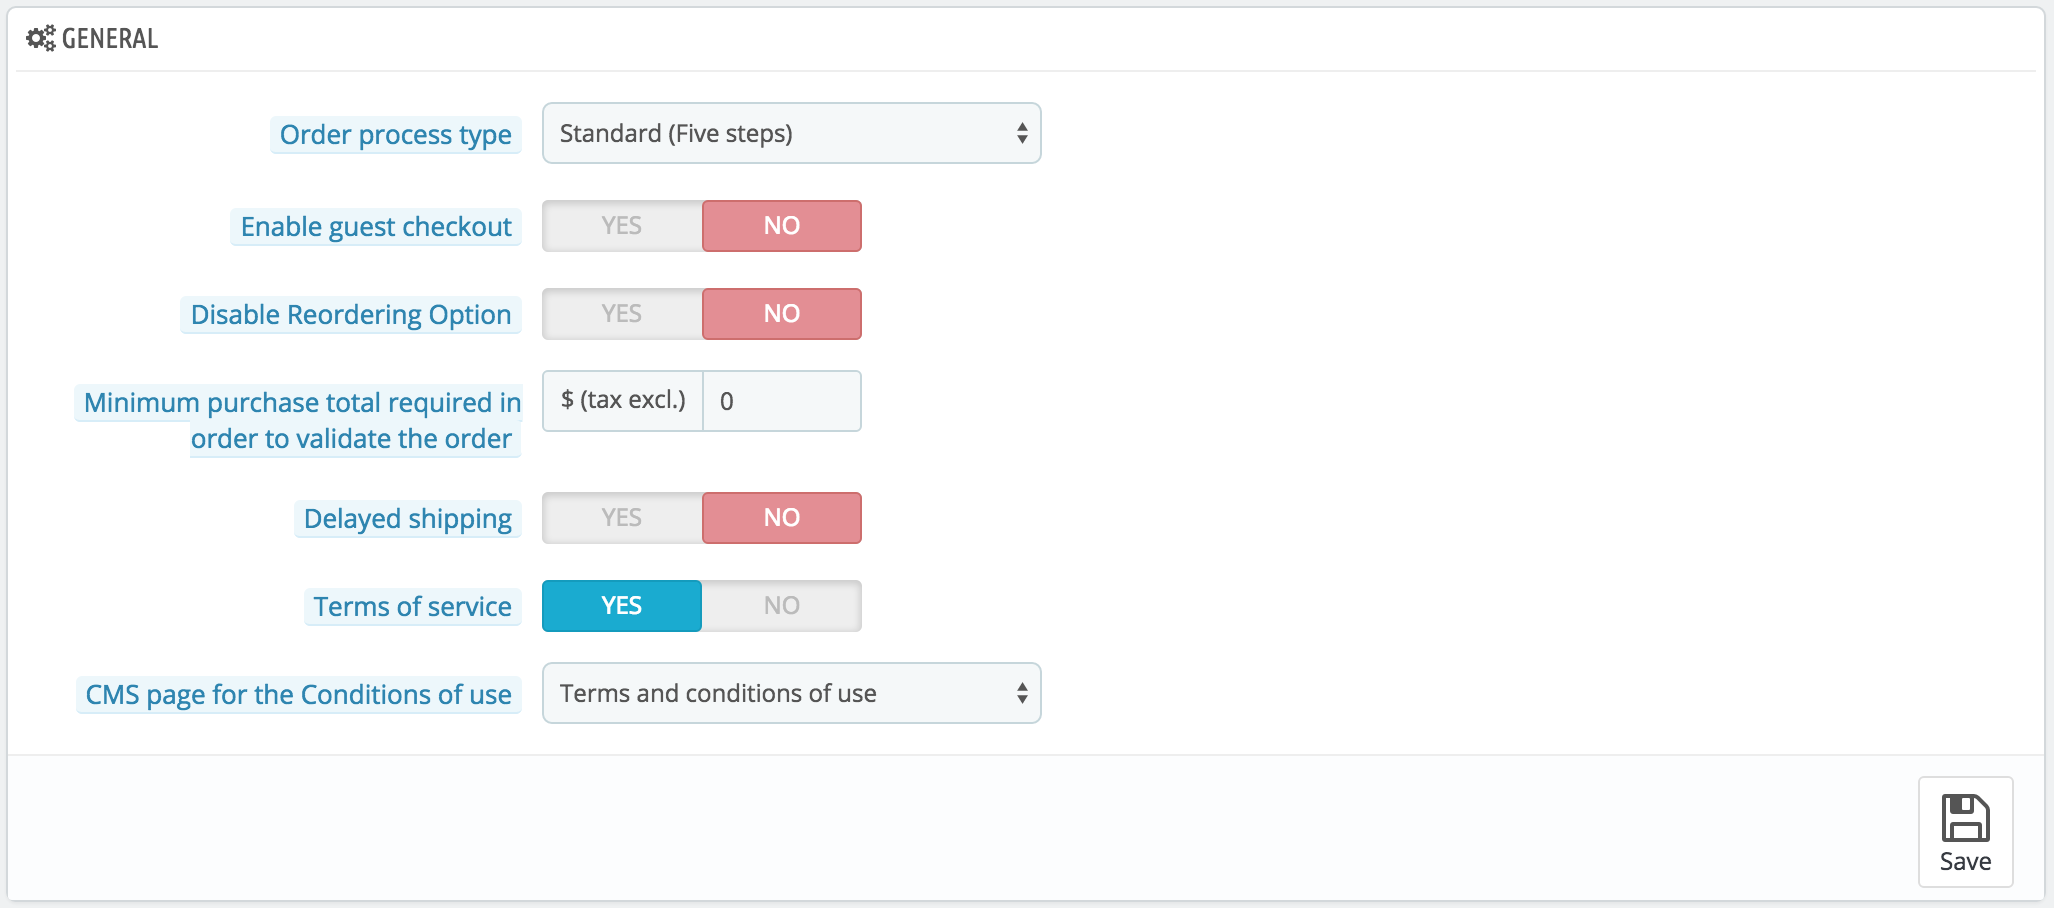 GENERAL
Order process type Standard (Five steps)
Enable guest checkout YES NO
Disable Reordering Option YES NO
Minimum purchase total required in $ (tax excl.) 0
order to validate the order
Delayed shipping YES NO
Terms of service YES NO
CMS page for the Conditions of use Terms and conditions of use
Save